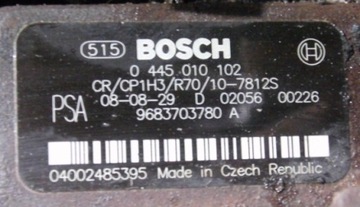 515 BOSCH
0 445 010 102
CR/CP1H3/R70/10-7812S
PSA 08-08-29 D 02056 00226
9683703780 A
04002485395 Made in Czech Republic